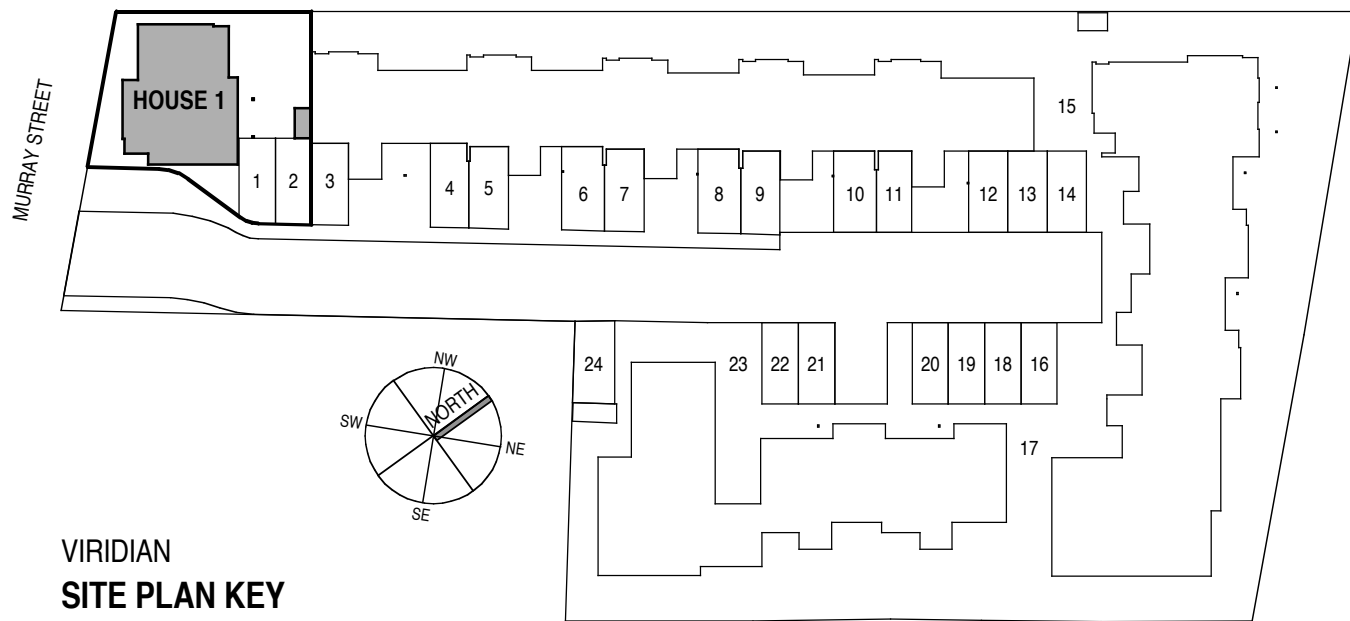 MURRAY STREET
HOUSE 1
1 2 3 4 5 6 7 8 9 10 11 12 13 14
15
24 23 22 21 20 19 18 16
17
NW
SW
NORTH
NE
SE
VIRIDIAN
SITE PLAN KEY